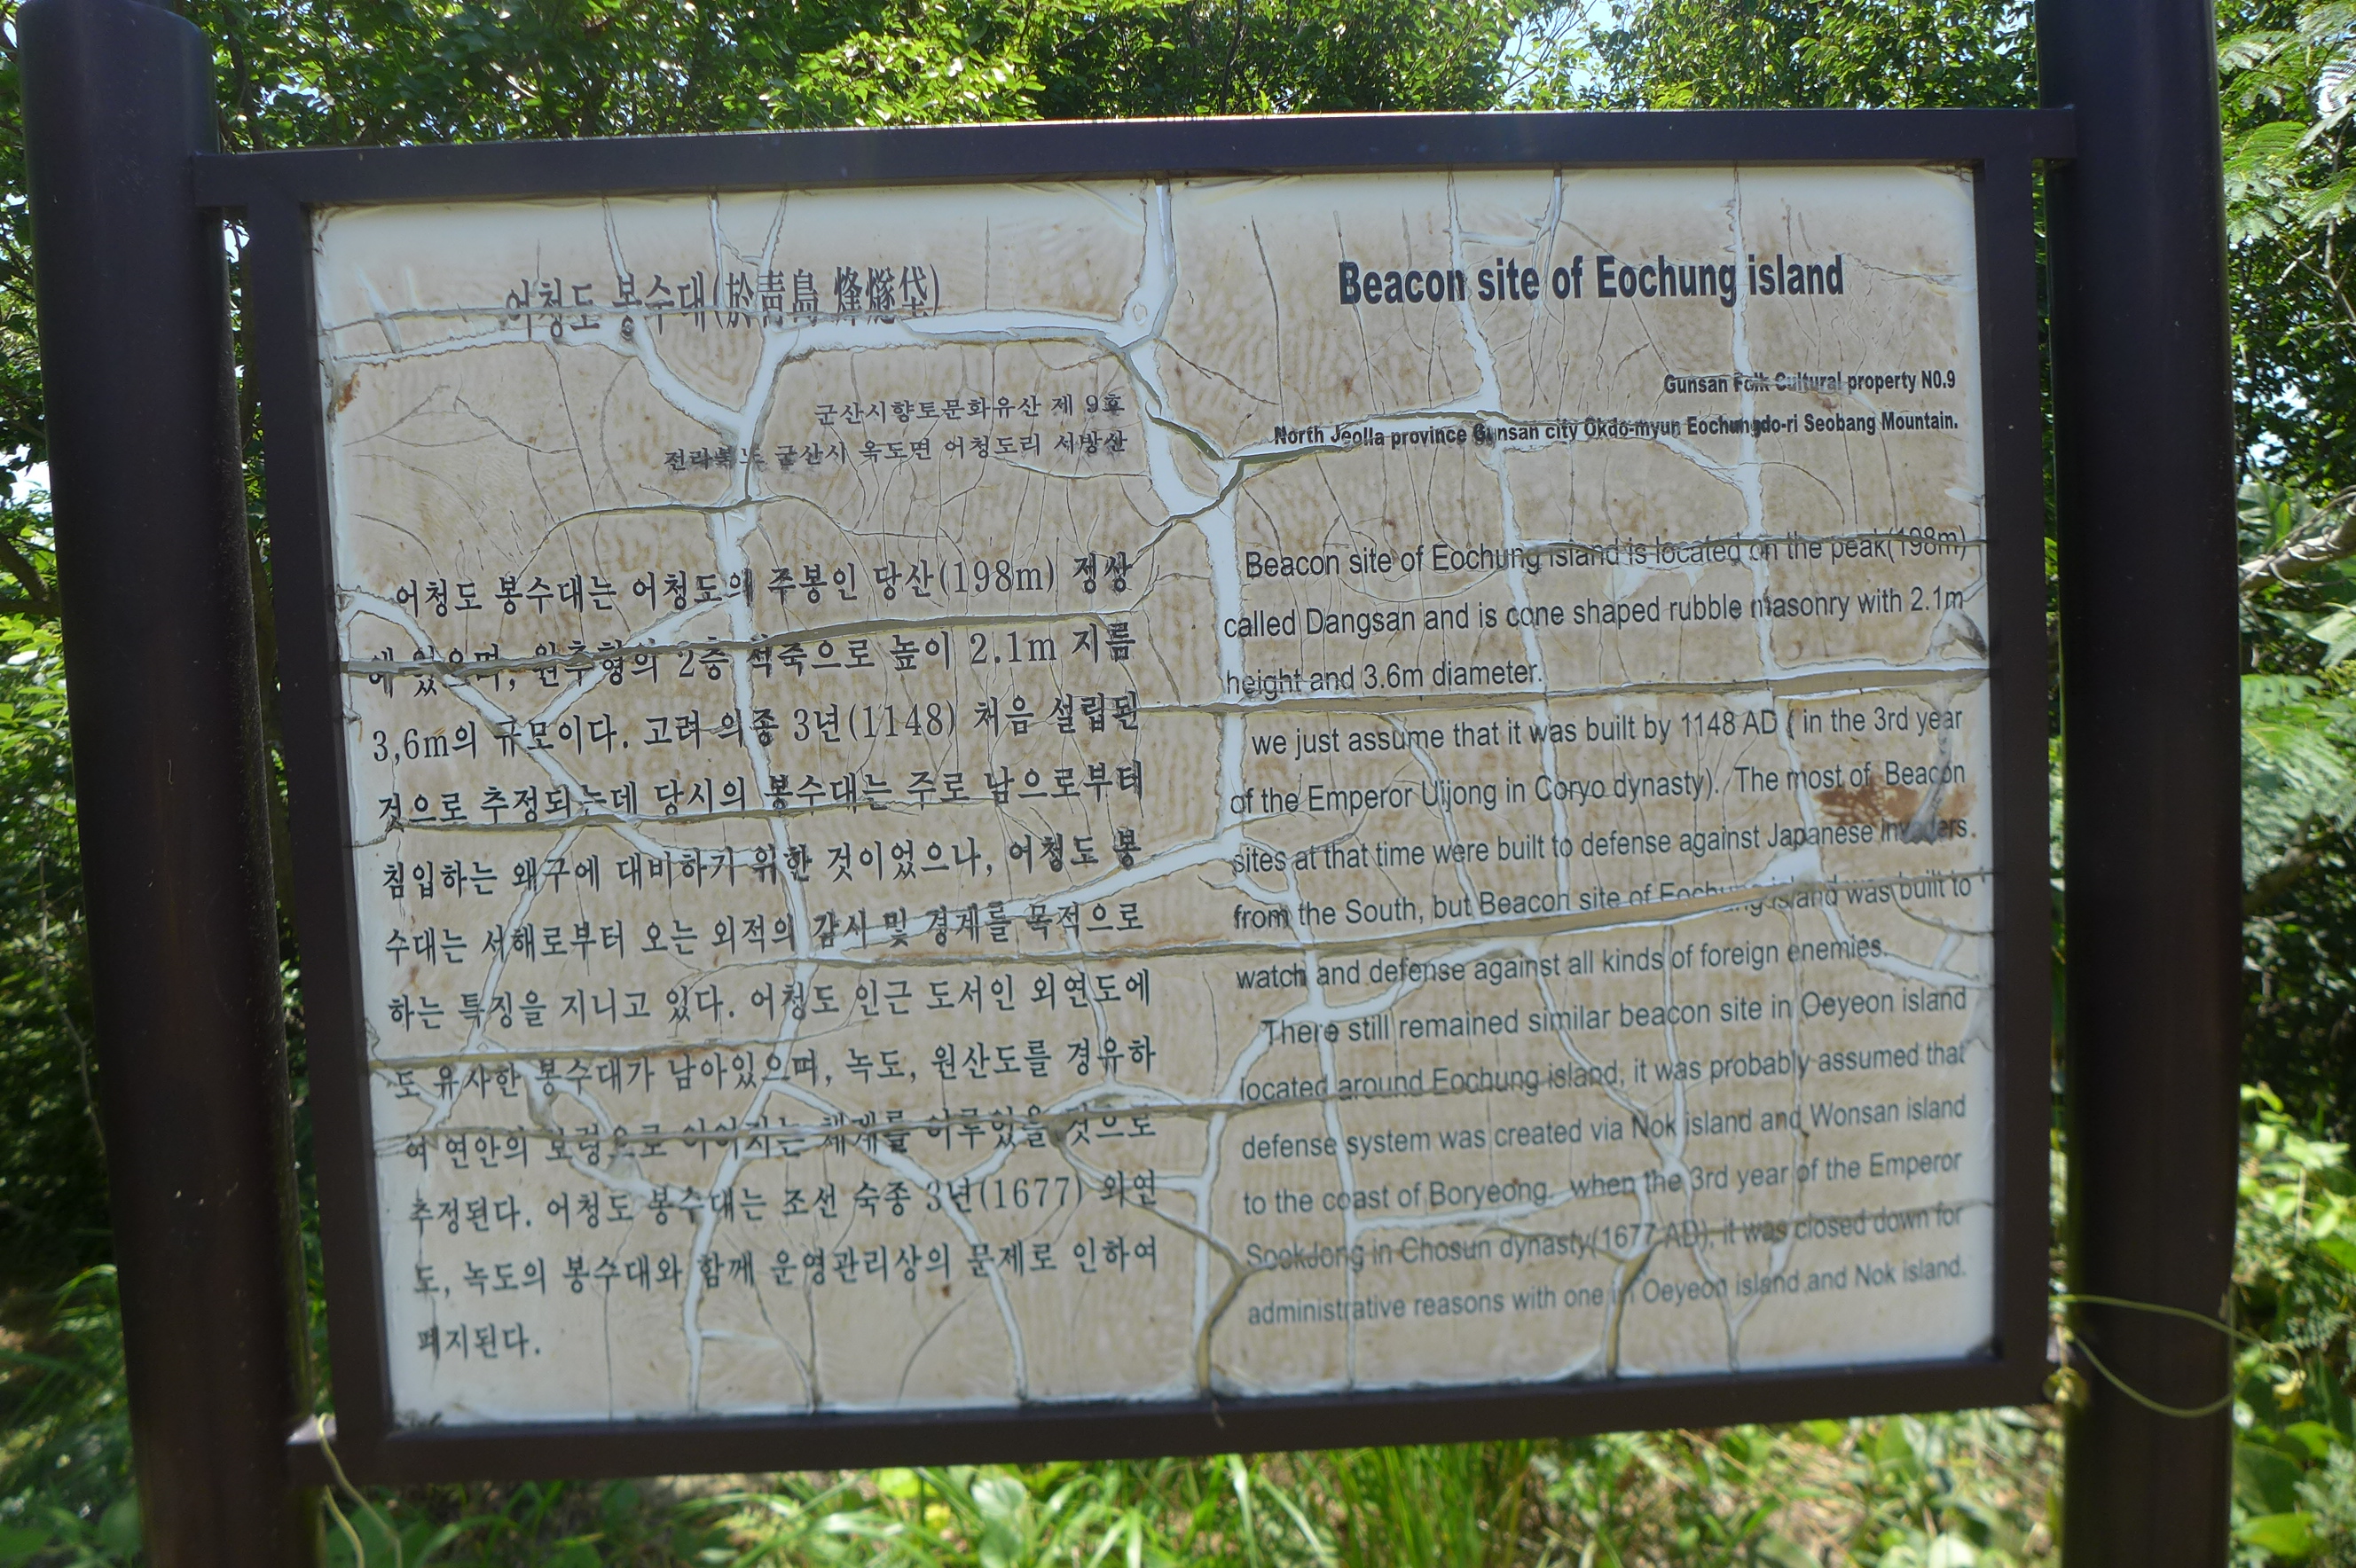 어청도 봉수대(於靑島 烽燧垈)
군산시향토문화유산 제 9호
전라북도 군산시 옥도면 어청도리 서방산
어청도 봉수대는 어청도의 주봉인 당산(198m) 정상
에 있으며, 원추형의 2층 석축으로 높이 2.1m 지름
3,6m의 규모이다. 고려 의종 3년(1148) 처음 설립된
것으로 추정되는데 당시의 봉수대는 주로 남으로부터
침입하는 왜구에 대비하기 위한 것이었으나, 어청도 봉
수대는 서해로부터 오는 외적의 감시 및 경계를 목적으로
하는 특징을 지니고 있다. 어청도 인근 도서인 외연도에
도 유사한 봉수대가 남아있으며, 녹도, 원산도를 경유하
여 연안의 보령으로 이어지는 체계를 이루었을 것으로
추정된다. 어청도 봉수대는 조선 숙종 3년(1677) 외연
도, 녹도의 봉수대와 함께 운영관리상의 문제로 인하여
폐지된다.
Beacon site of Eochung island
Gunsan Folk Cultural property N0.9
North Jeolla province Gunsan city Okdo-myun Eochungdo-ri Seobang Mountain.
Beacon site of Eochung island is located on the peak(198m)
called Dangsan and is cone shaped rubble masonry with 2.1m
height and 3.6m diameter.
we just assume that it was built by 1148 AD ( in the 3rd year
of the Emperor Uijong in Coryo dynasty). The most of Beacon
sites at that time were built to defense against Japanese invaders.
from the South, but Beacon site of Eochung island was built to
watch and defense against all kinds of foreign enemies.
There still remained similar beacon site in Oeyeon island
located around Eochung island, it was probably assumed that
defense system was created via Nok island and Wonsan island
to the coast of Boryeong. when the 3rd year of the Emperor
SookJong in Chosun dynasty(1677 AD), it was closed down for
administrative reasons with one in Oeyeon island and Nok island.